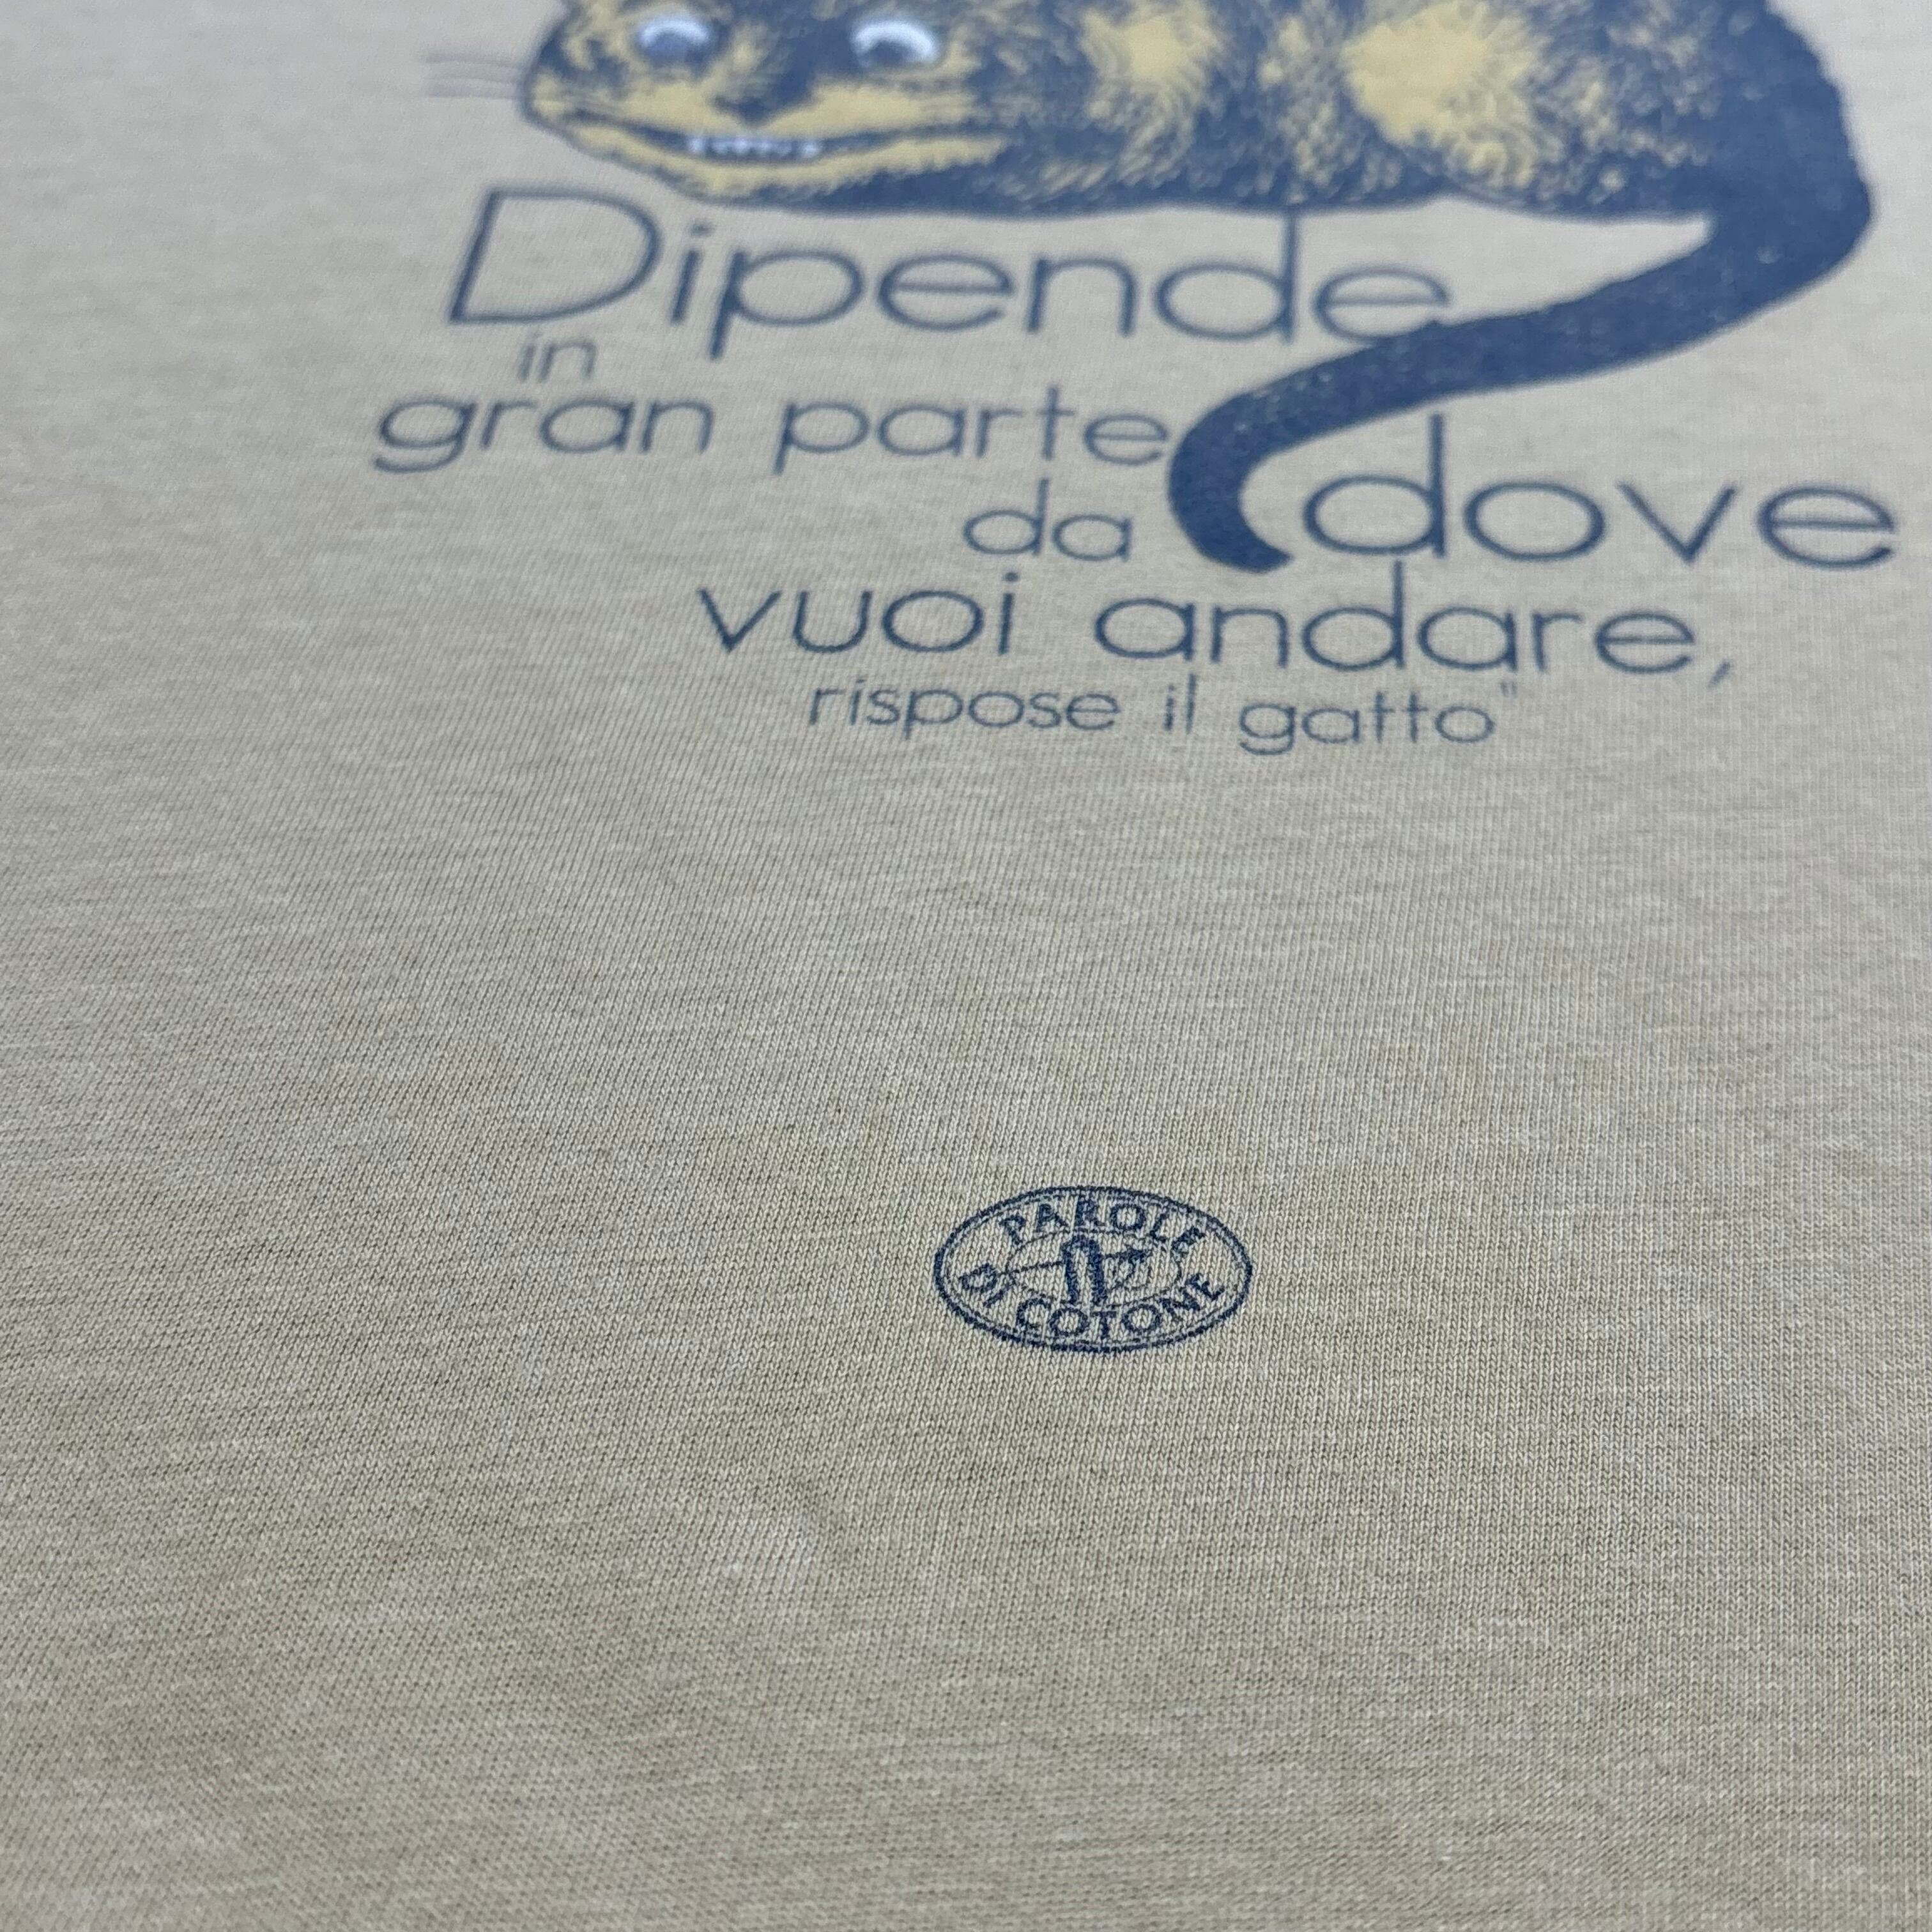 Dipende
in
gran parte
da dove
vuoi andare,
rispose il gatto"
PAROLE
DI COTONE